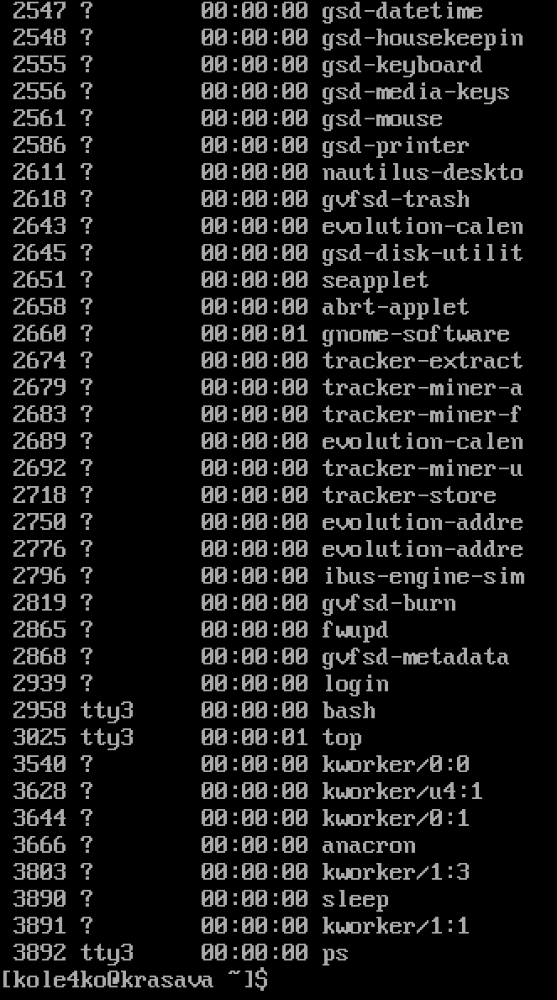 2547 ?        00:00:00 gsd-datetime
2548 ?        00:00:00 gsd-housekeepin
2555 ?        00:00:00 gsd-keyboard
2556 ?        00:00:00 gsd-media-keys
2561 ?        00:00:00 gsd-mouse
2586 ?        00:00:00 gsd-printer
2611 ?        00:00:00 nautilus-deskto
2618 ?        00:00:00 gvfsd-trash
2643 ?        00:00:00 evolution-calen
2645 ?        00:00:00 gsd-disk-utilit
2651 ?        00:00:00 seapplet
2658 ?        00:00:00 abrt-applet
2660 ?        00:00:01 gnome-software
2674 ?        00:00:00 tracker-extract
2679 ?        00:00:00 tracker-miner-a
2683 ?        00:00:00 tracker-miner-f
2689 ?        00:00:00 evolution-calen
2692 ?        00:00:00 tracker-miner-u
2718 ?        00:00:00 tracker-store
2750 ?        00:00:00 evolution-addre
2776 ?        00:00:00 evolution-addre
2796 ?        00:00:00 ibus-engine-sim
2819 ?        00:00:00 gvfsd-burn
2865 ?        00:00:00 fwupd
2868 ?        00:00:00 gvfsd-metadata
2939 ?        00:00:00 login
2958 tty3     00:00:00 bash
3025 tty3     00:00:01 top
3540 ?        00:00:00 kworker/0:0
3628 ?        00:00:00 kworker/u4:1
3644 ?        00:00:00 kworker/0:1
3666 ?        00:00:00 anacron
3803 ?        00:00:00 kworker/1:3
3890 ?        00:00:00 sleep
3891 ?        00:00:00 kworker/1:1
3892 tty3     00:00:00 ps
[kole4ko@krasava ~]$